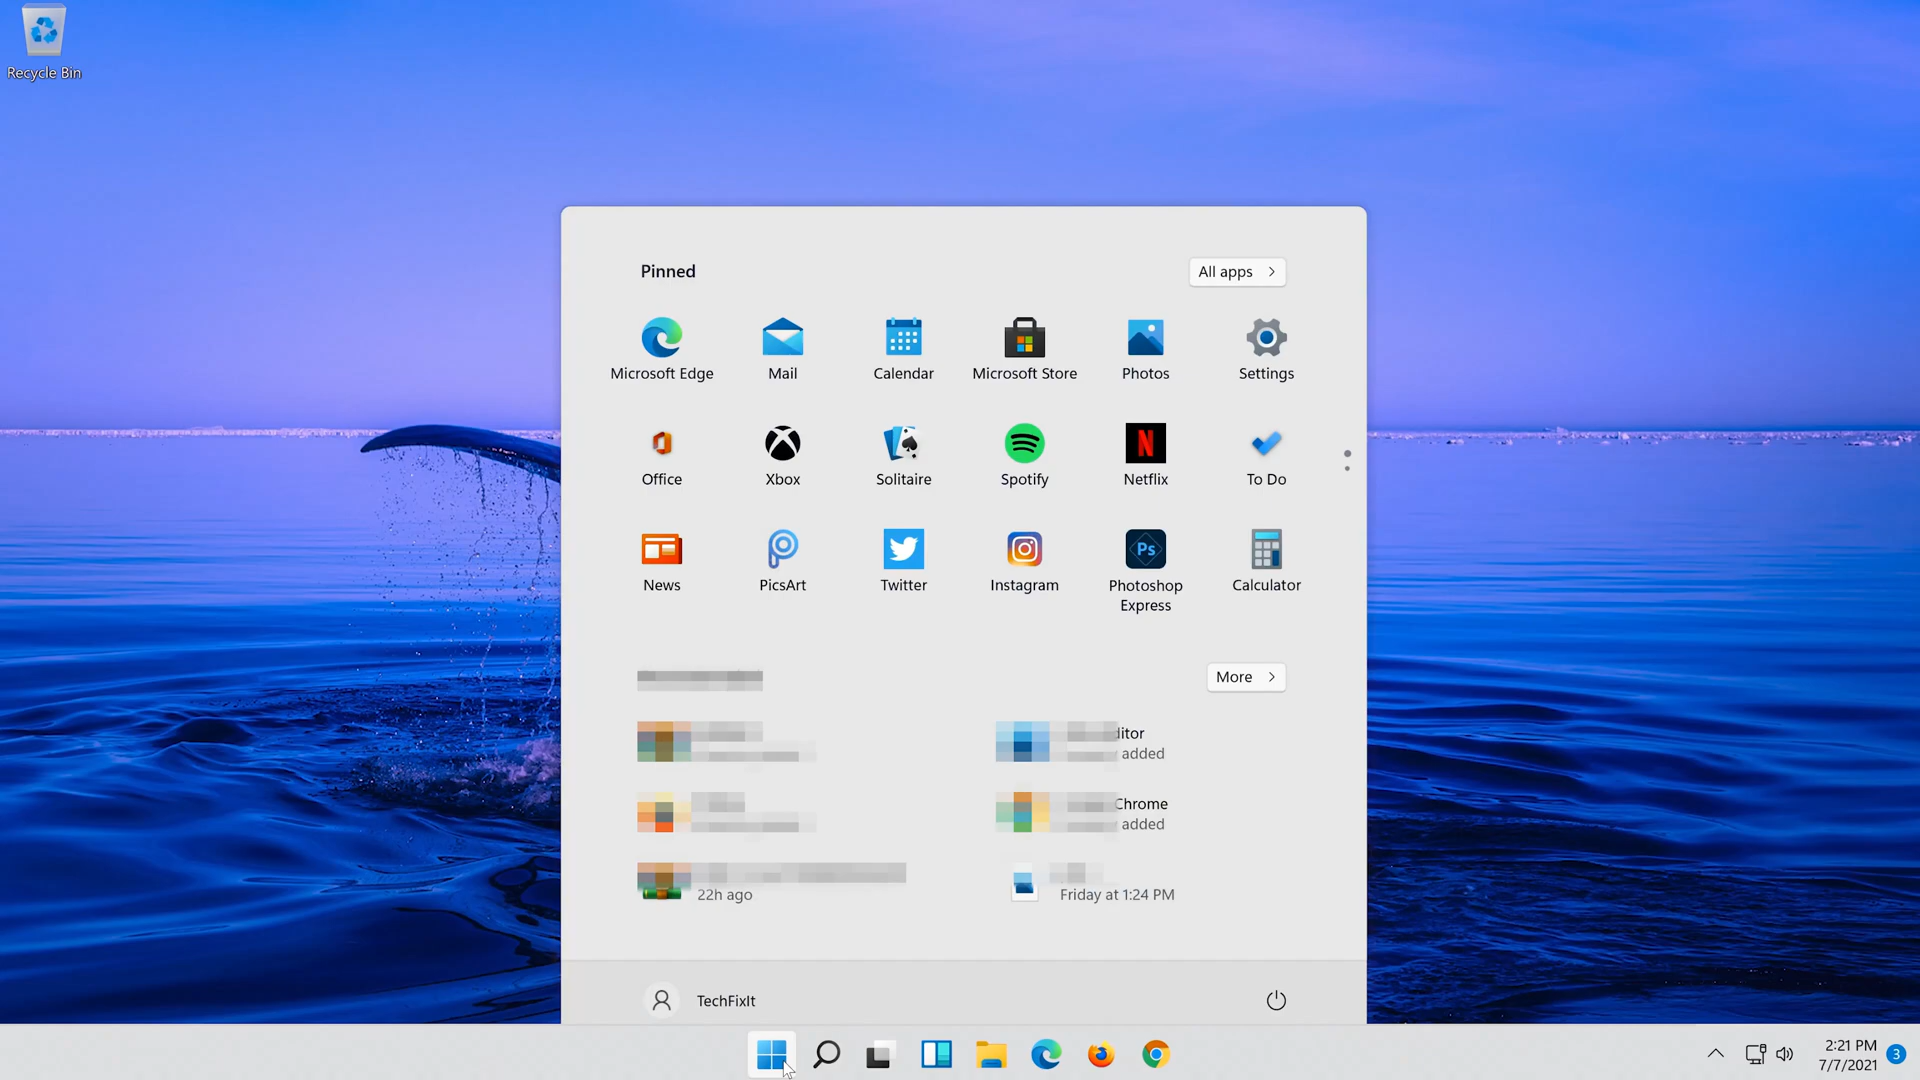 Recycle Bin
Pinned
All apps
Microsoft Edge
Mail
Calendar
Microsoft Store
Photos
Settings
Office
Xbox
Solitaire
Spotify
Netflix
To Do
News
PicsArt
Twitter
Instagram
Ps
Photoshop
Express
Calculator
More
added
Chrome
added
22h ago
Friday at 1:24 PM
TechFixIt
2:21 PM
7/7/2021
3